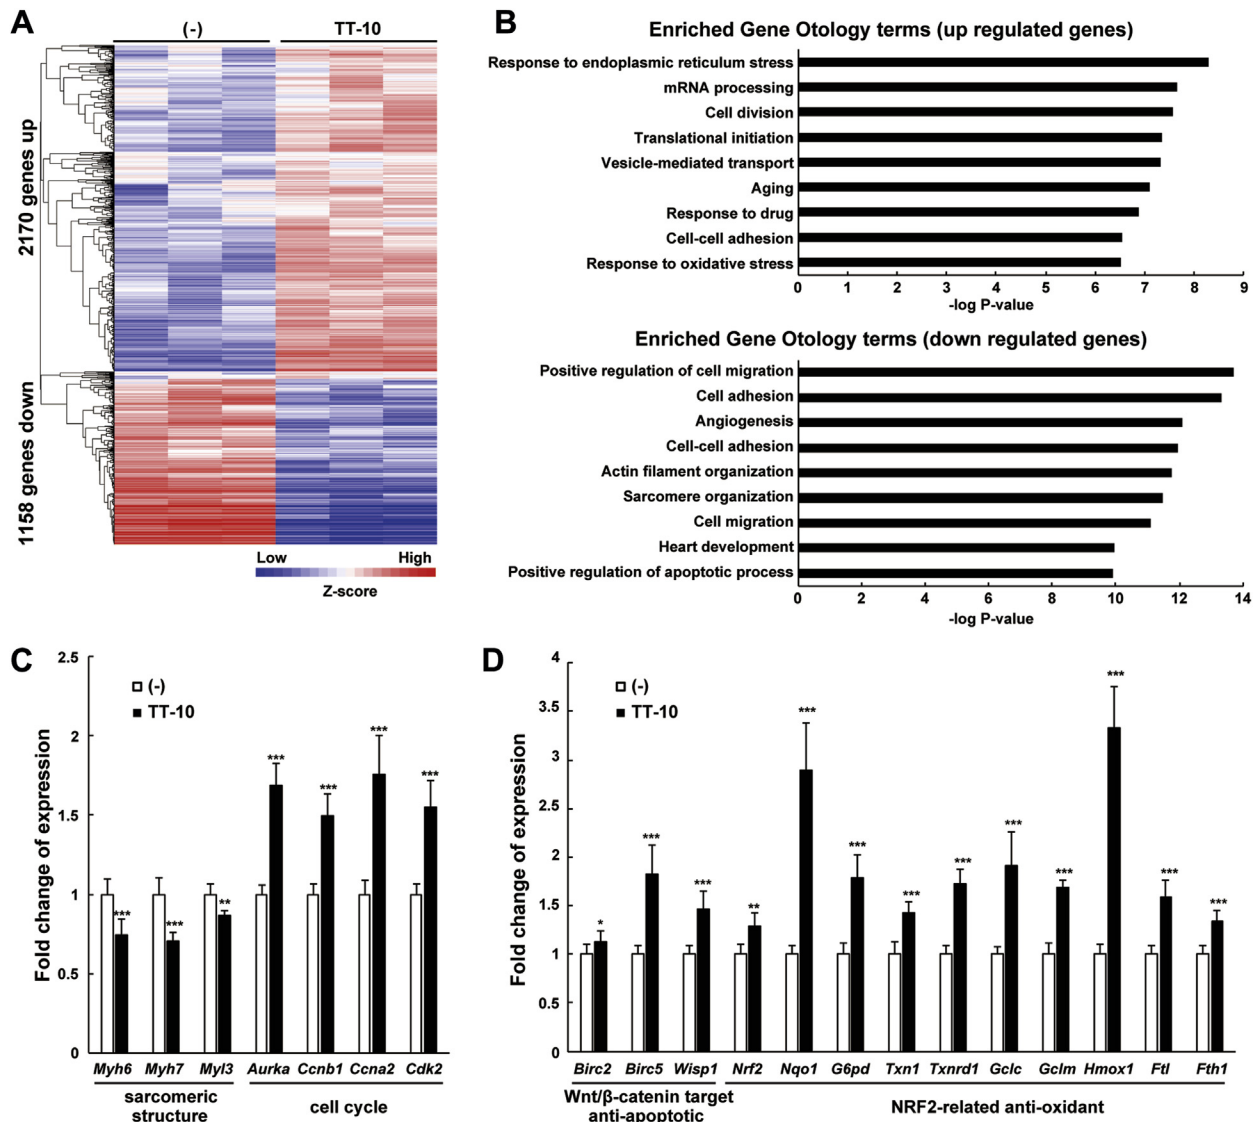 A
(-)
TT-10
2170 genes up
1158 genes down
Low
High
Z-score
B
Enriched Gene Otology terms (up regulated genes)
Response to endoplasmic reticulum stress
mRNA processing
Cell division
Translational initiation
Vesicle-mediated transport
Aging
Response to drug
Cell-cell adhesion
Response to oxidative stress
0 1 2 3 4 5 6 7 8 9
-log P-value
Enriched Gene Otology terms (down regulated genes)
Positive regulation of cell migration
Cell adhesion
Angiogenesis
Cell-cell adhesion
Actin filament organization
Sarcomere organization
Cell migration
Heart development
Positive regulation of apoptotic process
0 2 4 6 8 10 12 14
-log P-value
C
Fold change of expression
2.5
2
1.5
1
0.5
0
(-)
TT-10
*** *** ** *** *** *** ***
Myh6 Myh7 Myl3 Aurka Ccnb1 Ccna2 Cdk2
sarcomeric
structure
cell cycle
D
Fold change of expression
4
3.5
3
2.5
2
1.5
1
0.5
0
(-)
TT-10
* *** *** ** *** *** *** *** *** *** *** *** ***
Birc2 Birc5 Wisp1 Nrf2 Nqo1 G6pd Txn1 Txnrd1 Gclc Gclm Hmox1 Ftl Fth1
Wnt/β-catenin target
anti-apoptotic
NRF2-related anti-oxidant